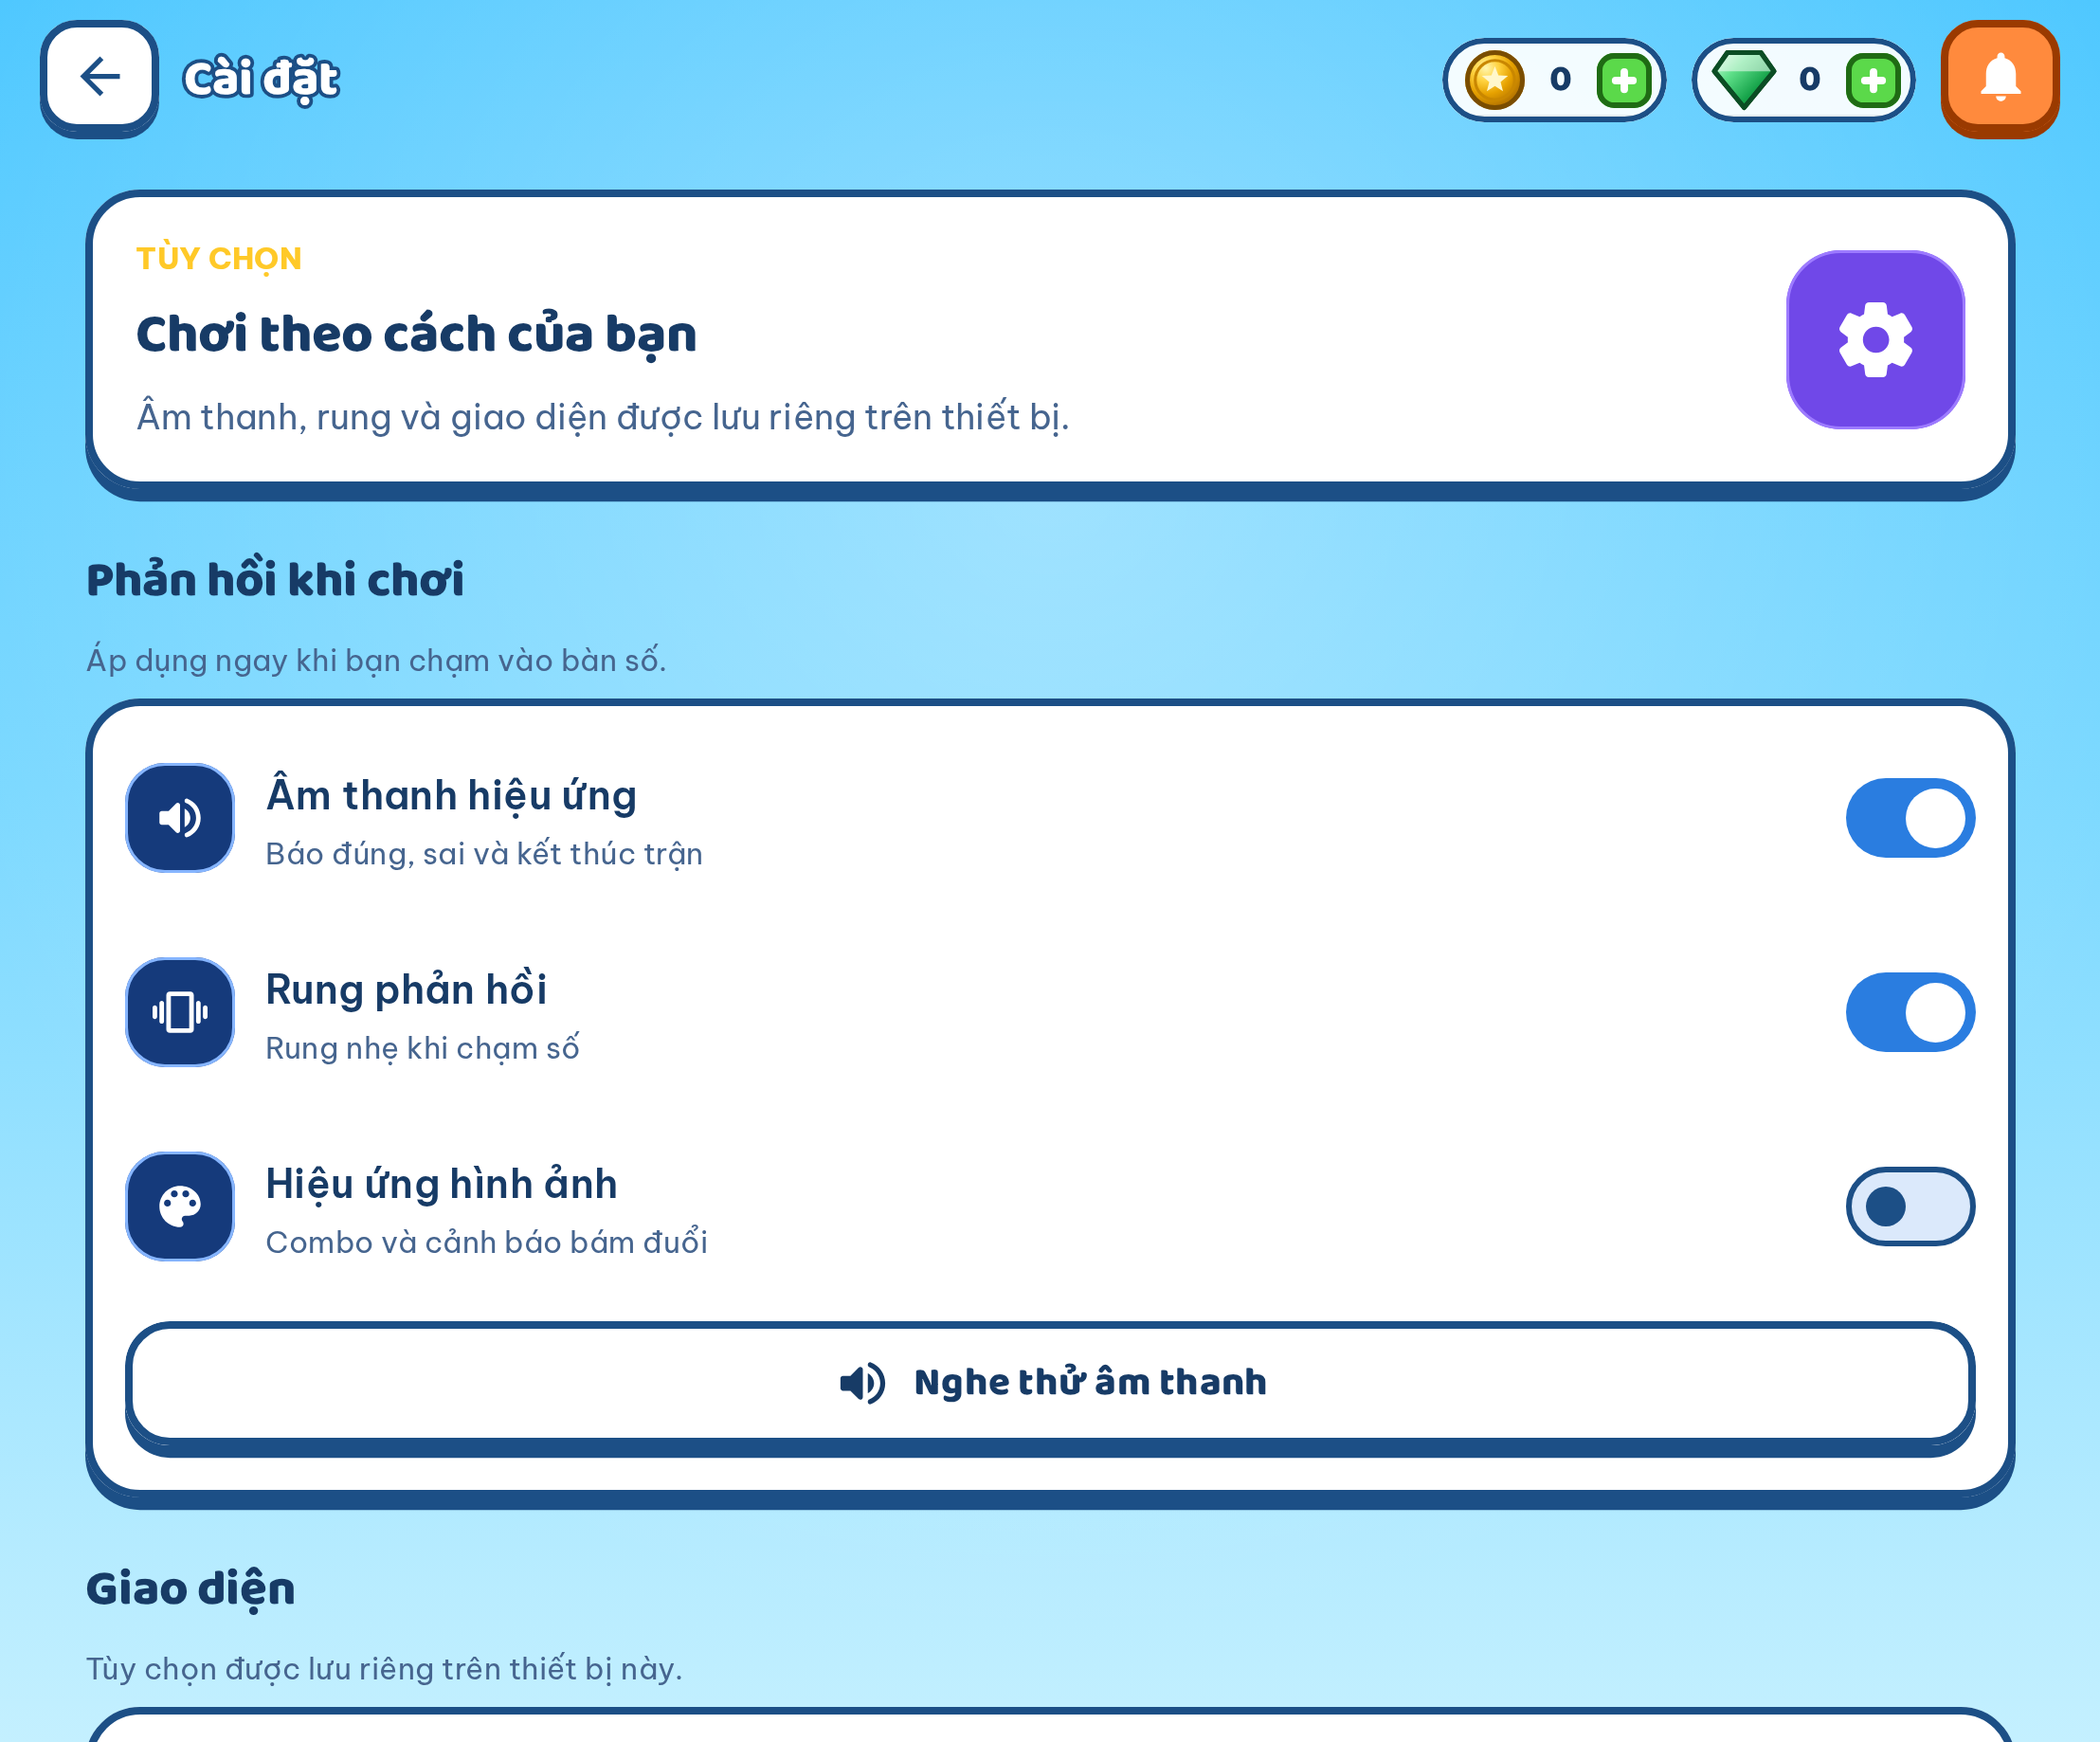 Cài đặt
0
0
TÙY CHỌN
Chơi theo cách của bạn
Âm thanh, rung và giao diện được lưu riêng trên thiết bị.
Phản hồi khi chơi
Áp dụng ngay khi bạn chạm vào bàn số.
Âm thanh hiệu ứng
Báo đúng, sai và kết thúc trận
Rung phản hồi
Rung nhẹ khi chạm số
Hiệu ứng hình ảnh
Combo và cảnh báo bám đuổi
Nghe thử âm thanh
Giao diện
Tùy chọn được lưu riêng trên thiết bị này.